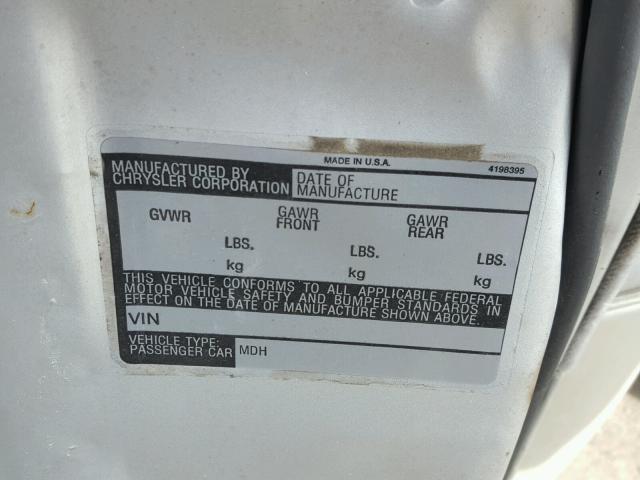 MADE IN U.S.A.
4198395
MANUFACTURED BY
CHRYSLER CORPORATION
DATE OF
MANUFACTURE
GVWR
GAWR
FRONT
GAWR
REAR
LBS.
LBS.
LBS.
kg
kg
kg
THIS VEHICLE CONFORMS TO ALL APPLICABLE FEDERAL
MOTOR VEHICLE SAFETY AND BUMPER STANDARDS IN
EFFECT ON THE DATE OF MANUFACTURE SHOWN ABOVE.
VIN
VEHICLE TYPE:
PASSENGER CAR
MDH